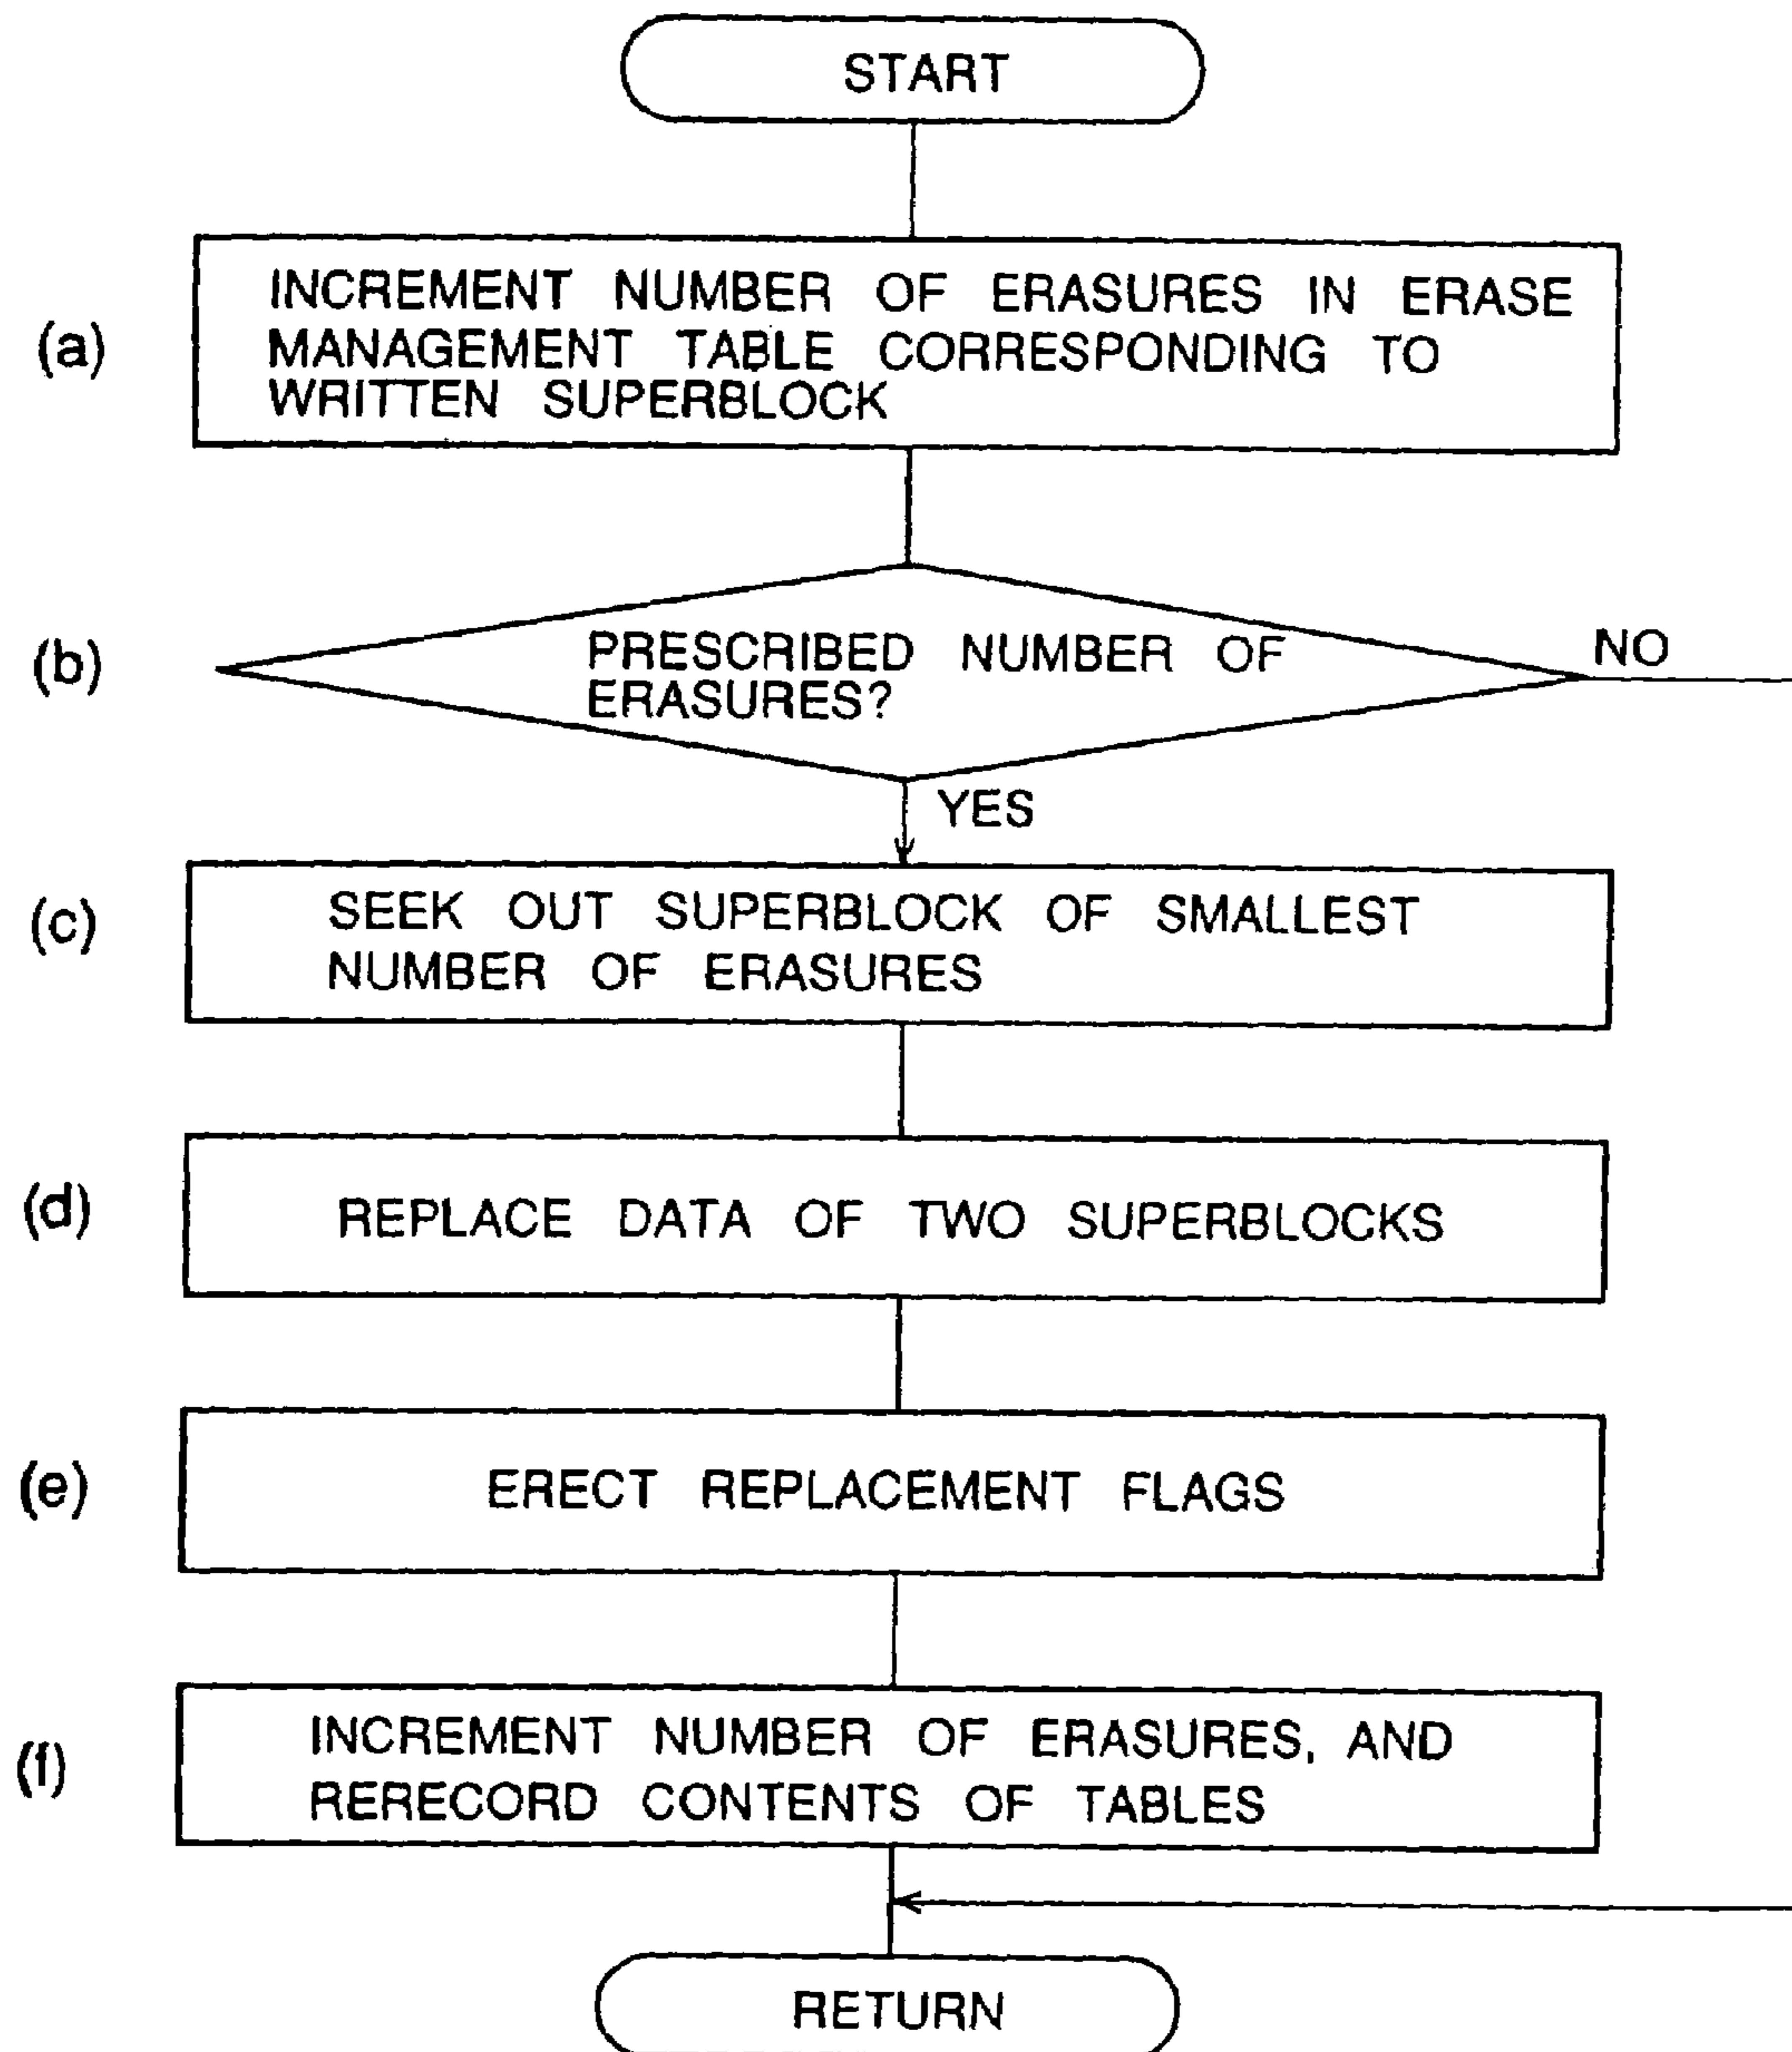 START
(a)
INCREMENT NUMBER OF ERASURES IN ERASE
MANAGEMENT TABLE CORRESPONDING TO
WRITTEN SUPERBLOCK
(b)
PRESCRIBED NUMBER OF
ERASURES?
NO
YES
(c)
SEEK OUT SUPERBLOCK OF SMALLEST
NUMBER OF ERASURES
(d)
REPLACE DATA OF TWO SUPERBLOCKS
(e)
ERECT REPLACEMENT FLAGS
(f)
INCREMENT NUMBER OF ERASURES, AND
RERECORD CONTENTS OF TABLES
RETURN